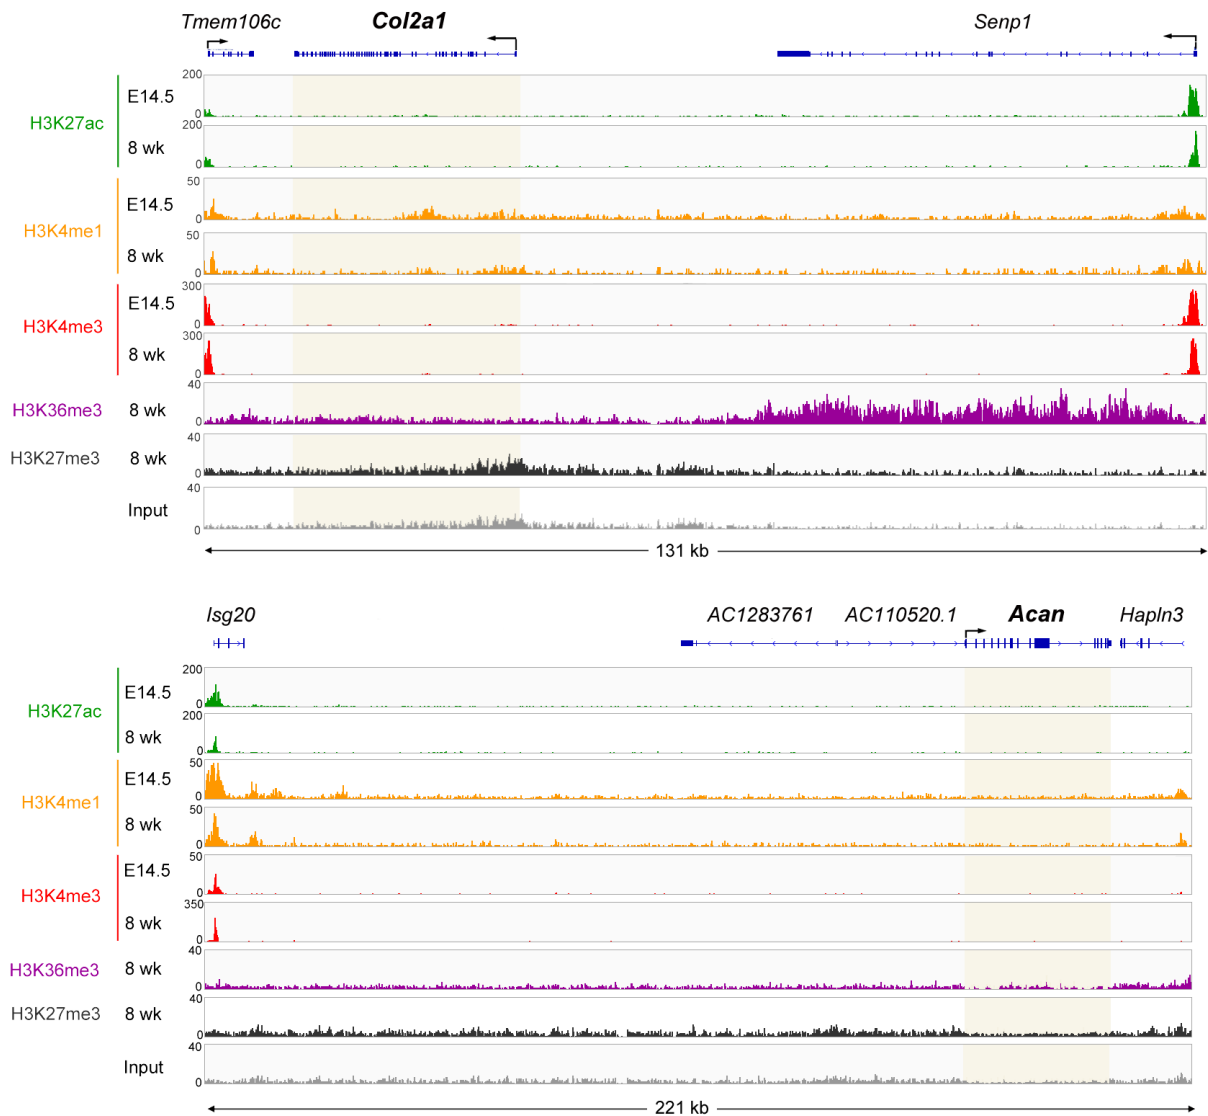 Tmem106c Col2a1 Senp1
200
E14.5
0
H3K27ac
200
8 wk
0
50
E14.5
0
H3K4me1
50
8 wk
0
300
E14.5
0
H3K4me3
300
8 wk
0
40
H3K36me3 8 wk
0
40
H3K27me3 8 wk
0
40
Input
0
131 kb
Isg20 AC1283761 AC110520.1 Acan Hapln3
200
E14.5
0
H3K27ac
200
8 wk
0
50
E14.5
0
H3K4me1
50
8 wk
0
50
E14.5
0
H3K4me3
350
8 wk
0
40
H3K36me3 8 wk
0
40
H3K27me3 8 wk
0
40
Input
0
221 kb